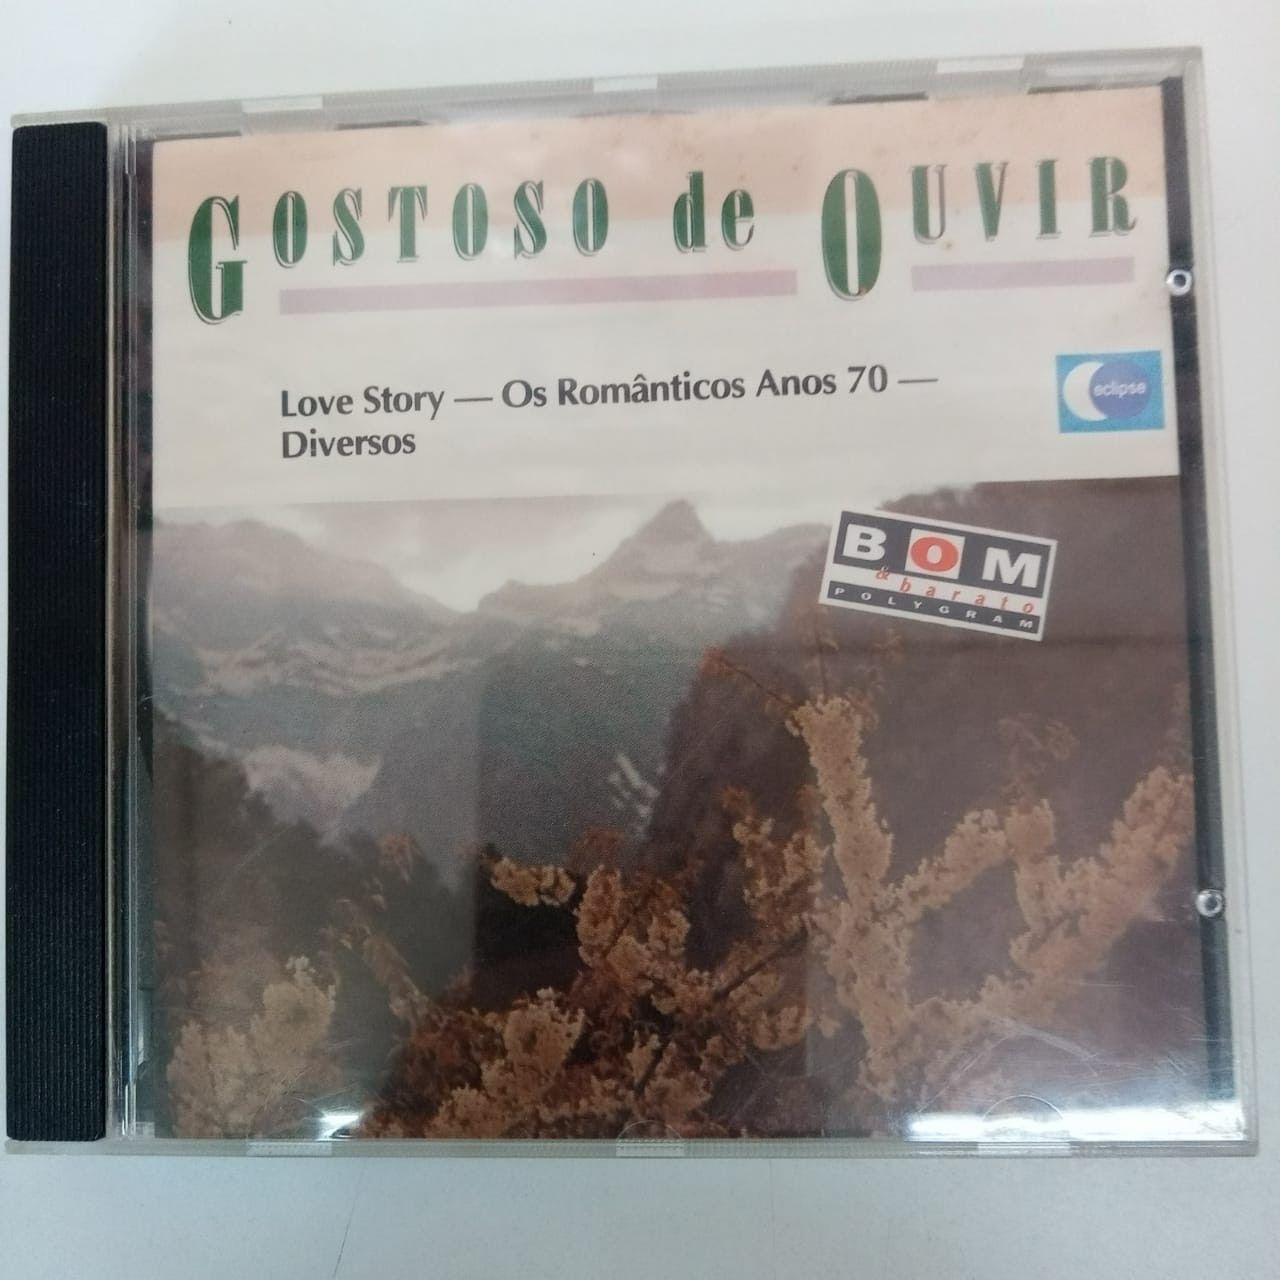 GOSTOSO de OUVIR
Love Story — Os Românticos Anos 70 —
Diversos
eclipse
BOM
& barato
POLYGRAM